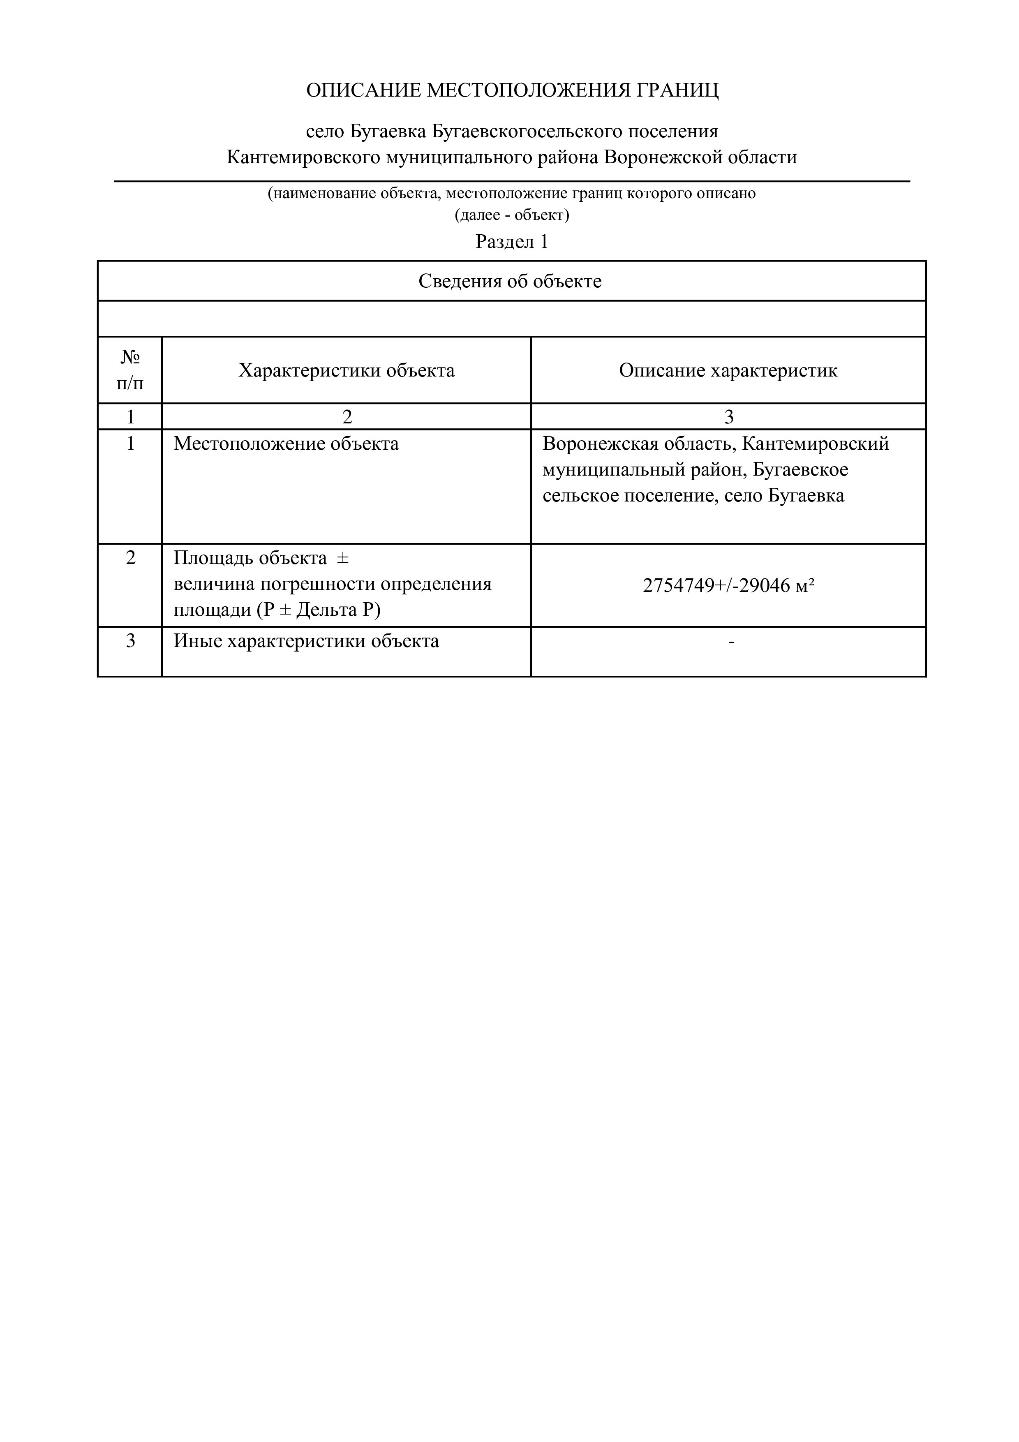 ОПИСАНИЕ МЕСТОПОЛОЖЕНИЯ ГРАНИЦ
село Бугаевка Бугаевскогосельского поселения
Кантемировского муниципального района Воронежской области
(наименование объекта, местоположение границ которого описано
(далее - объект)
Раздел 1
Сведения об объекте
№
п/п
Характеристики объекта
Описание характеристик
1
2
3
1
Местоположение объекта
Воронежская область, Кантемировский
муниципальный район, Бугаевское
сельское поселение, село Бугаевка
2
Площадь объекта ±
величина погрешности определения
площади (P ± Дельта P)
2754749+/-29046 м²
3
Иные характеристики объекта
-